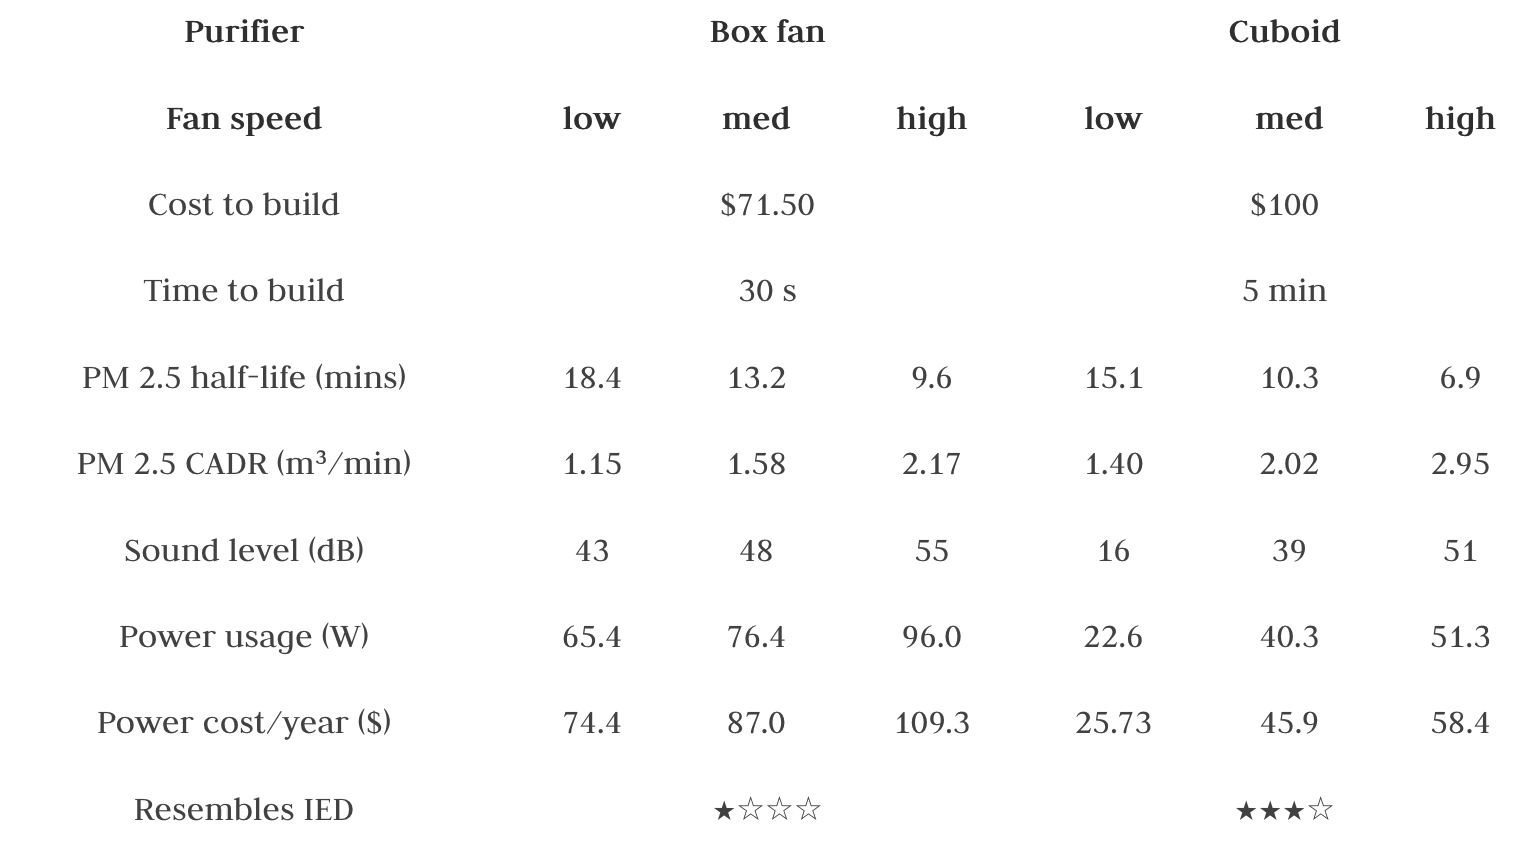 Purifier Box fan Cuboid
Fan speed low med high low med high
Cost to build $71.50 $100
Time to build 30 s 5 min
PM 2.5 half-life (mins) 18.4 13.2 9.6 15.1 10.3 6.9
PM 2.5 CADR (m³/min) 1.15 1.58 2.17 1.40 2.02 2.95
Sound level (dB) 43 48 55 16 39 51
Power usage (W) 65.4 76.4 96.0 22.6 40.3 51.3
Power cost/year ($) 74.4 87.0 109.3 25.73 45.9 58.4
Resembles IED ★☆☆☆ ★★★☆